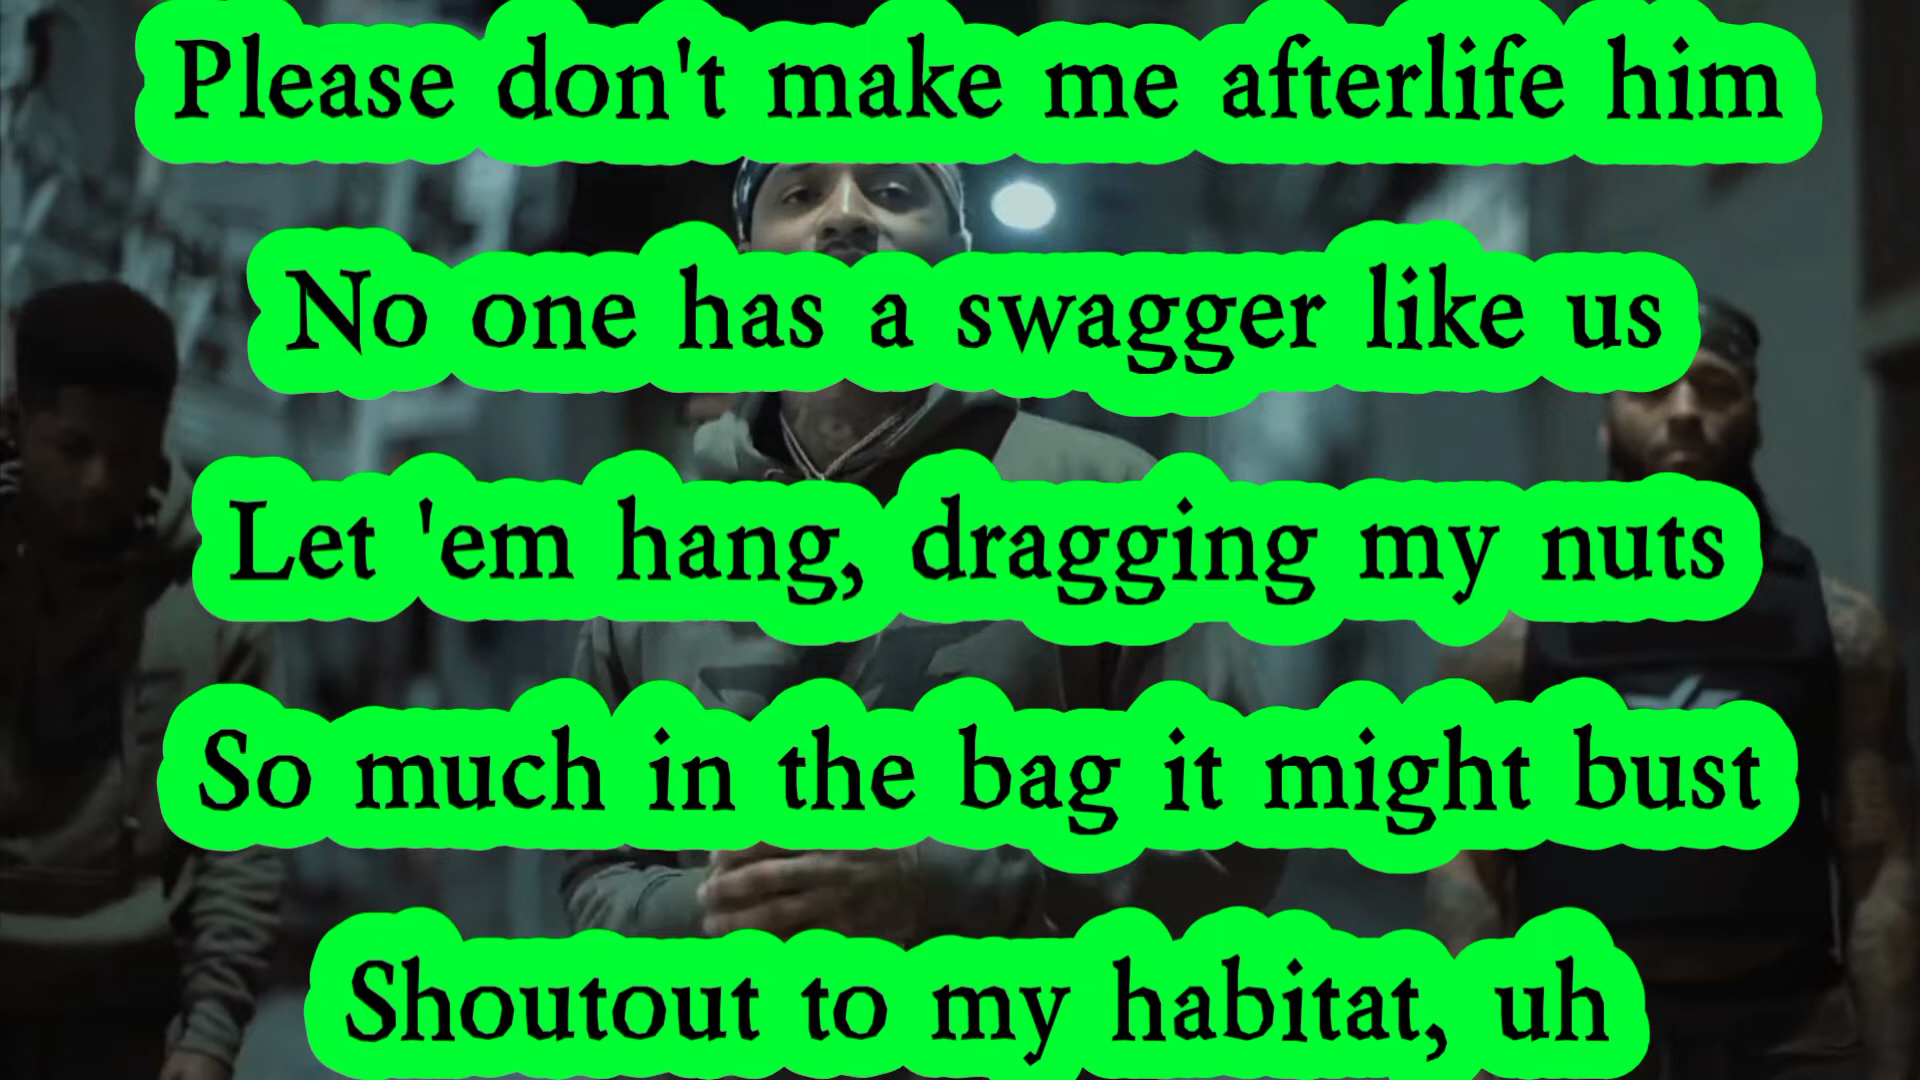 Please don't make me afterlife him
No one has a swagger like us
Let 'em hang, dragging my nuts
So much in the bag it might bust
Shoutout to my habitat, uh